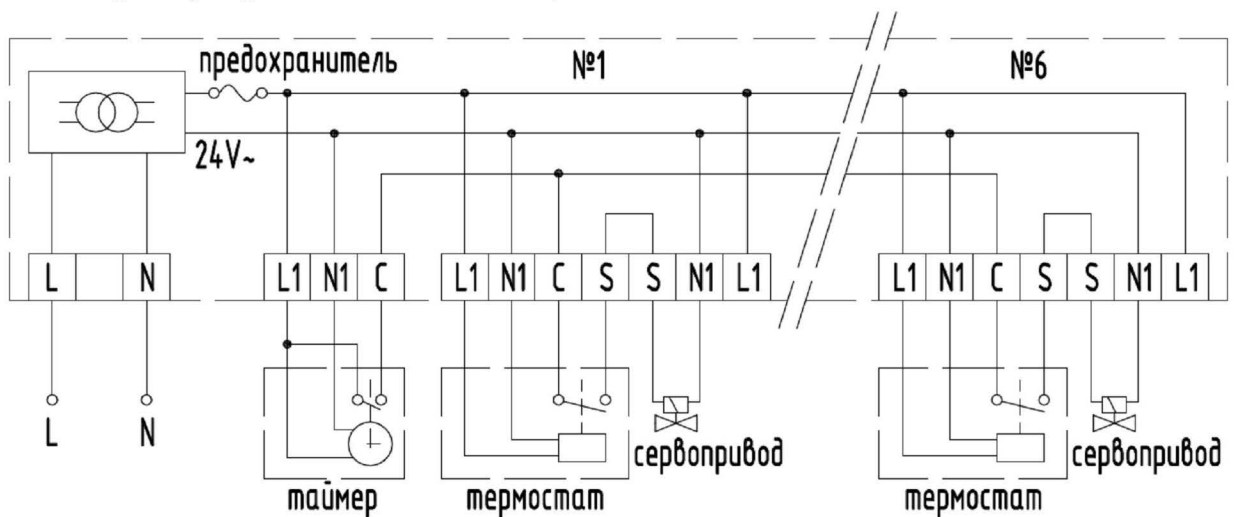 предохранитель №1 №6
24V~
L N L1 N1 C L1 N1 C S S N1 L1 L1 N1 C S S N1 L1
L N
сервопривод сервопривод
таймер термостат термостат